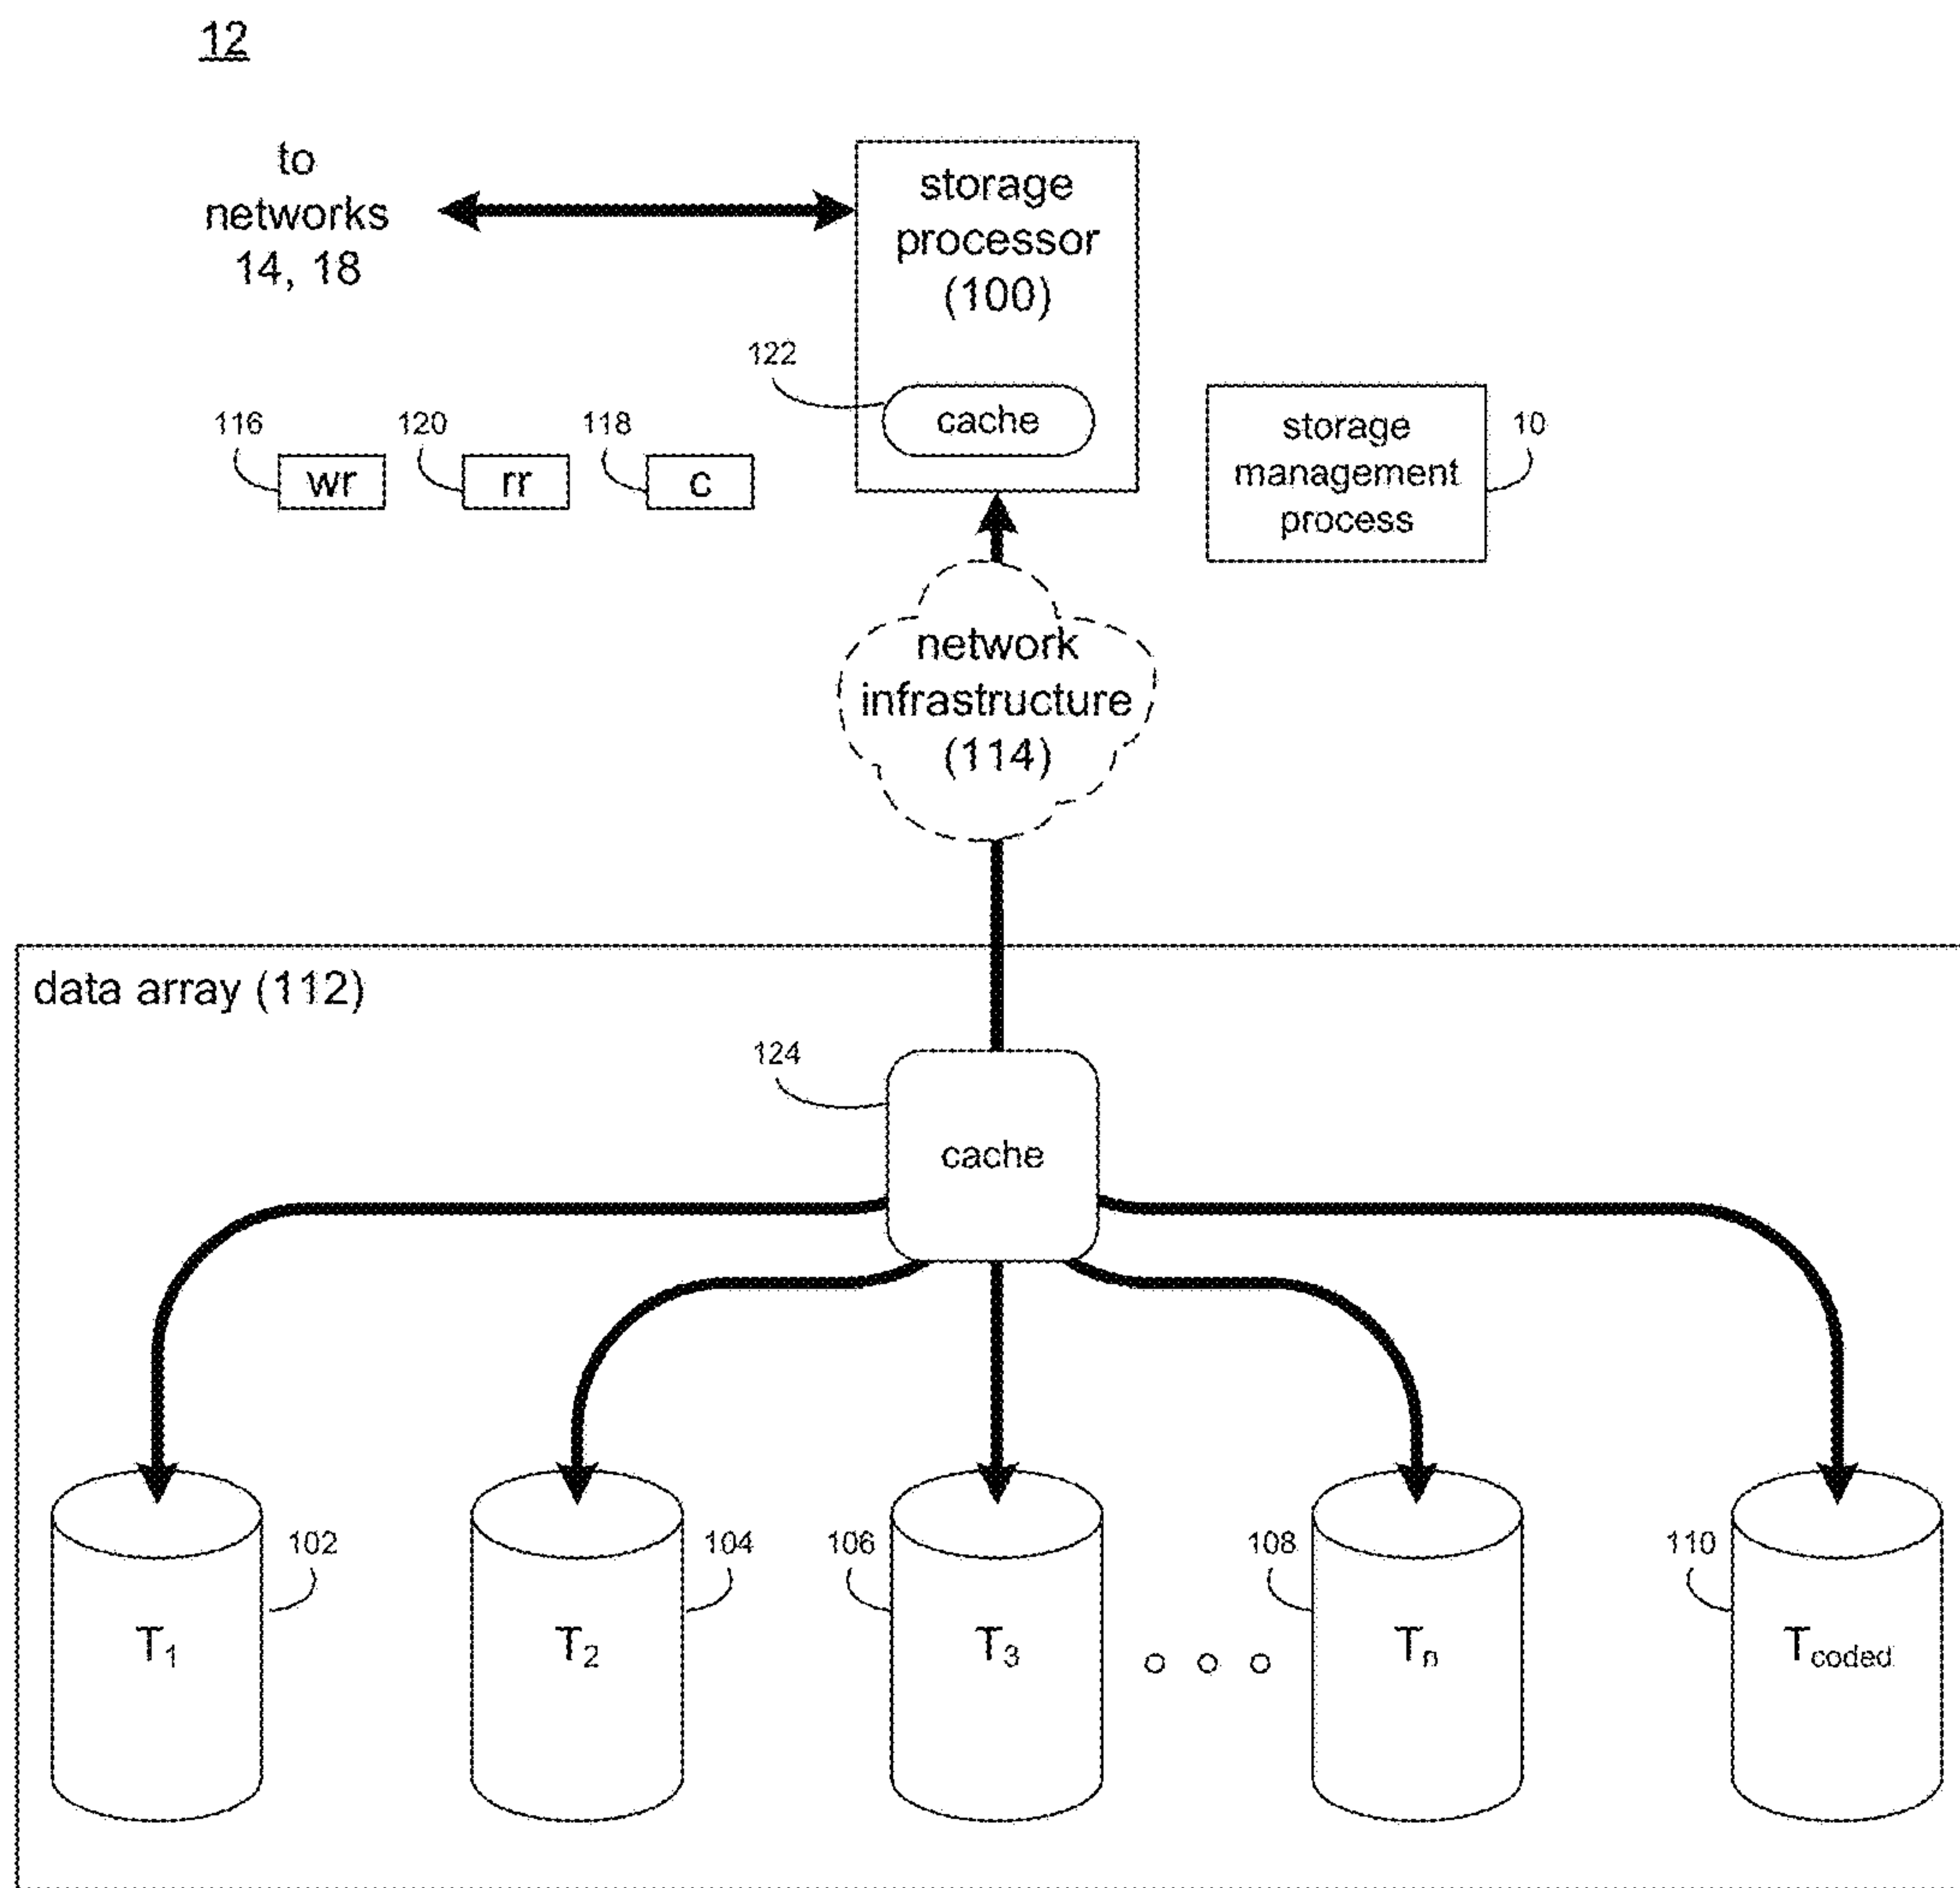 12
to
networks
14, 18
storage
processor
(100)
122
cache
116
wr
120
rr
118
c
storage
management
process
10
network
infrastructure
(114)
data array (112)
124
cache
102
T1
104
T2
106
T3
108
Tn
110
Tcoded